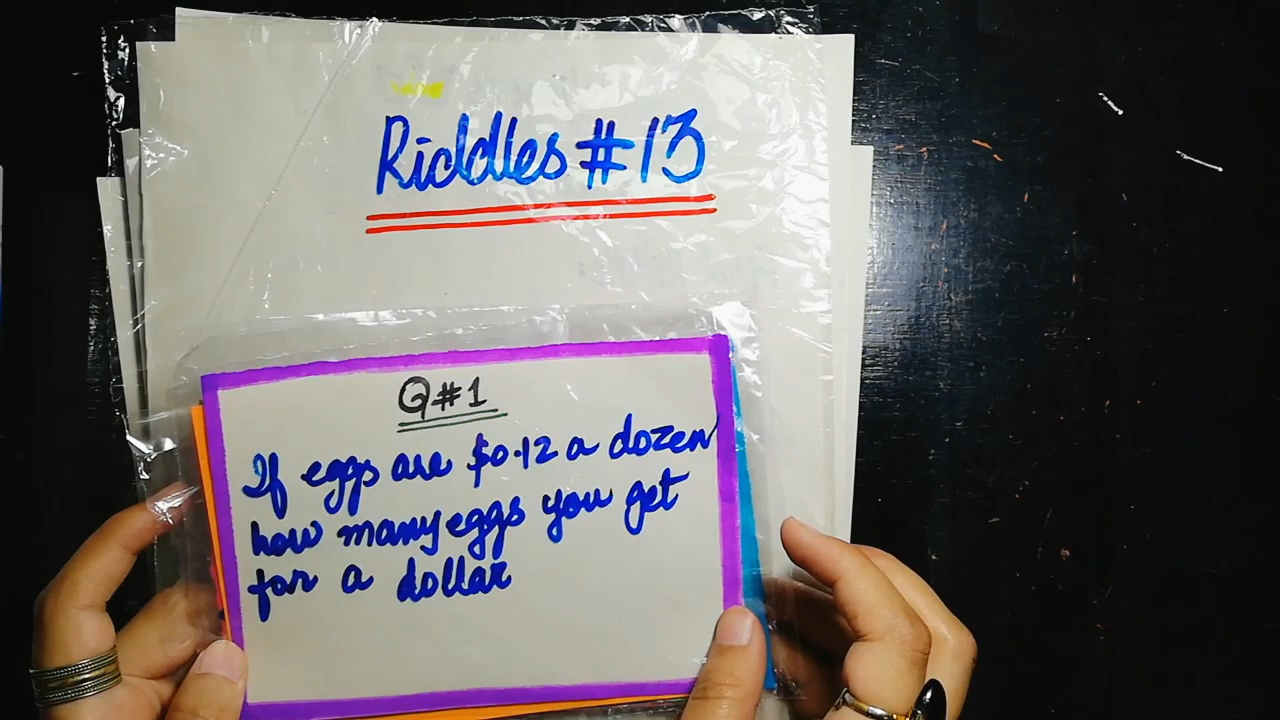 Riddles #13
Q#1
If eggs are $0.12 a dozen
how many eggs you get
for a dollar